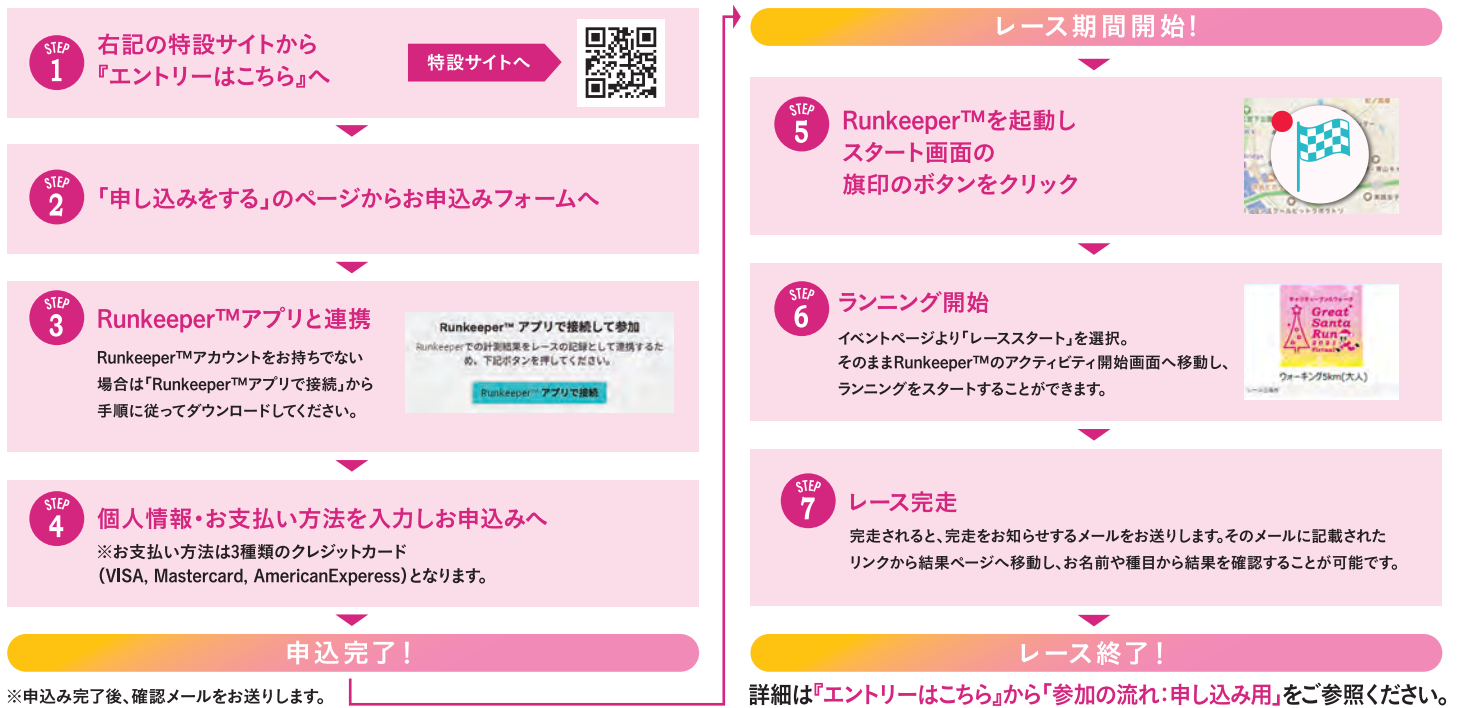 STEP
1
右記の特設サイトから
『エントリーはこちら』へ
特設サイトへ
STEP
2
「申し込みをする」のページからお申込みフォームへ
STEP
3
Runkeeper™アプリと連携
Runkeeper™アカウントをお持ちでない
場合は「Runkeeper™アプリで接続」から
手順に従ってダウンロードしてください。
Runkeeper™ アプリで接続して参加
Runkeeperでの計測結果をレースの記録として連携するた
め、下記ボタンを押してください。
Runkeeper™ アプリで接続
STEP
4
個人情報・お支払い方法を入力しお申込みへ
※お支払い方法は3種類のクレジットカード
（VISA, Mastercard, AmericanExperess）となります。
申込完了！
※申込み完了後、確認メールをお送りします。
レース期間開始！
STEP
5
Runkeeper™を起動し
スタート画面の
旗印のボタンをクリック
STEP
6
ランニング開始
イベントページより「レーススタート」を選択。
そのままRunkeeper™のアクティビティ開始画面へ移動し、
ランニングをスタートすることができます。
チャリティーラン&ウォーク
Great
Santa
Run
ウォーキング5km(大人)
STEP
7
レース完走
完走されると、完走をお知らせするメールをお送りします。そのメールに記載された
リンクから結果ページへ移動し、お名前や種目から結果を確認することが可能です。
レース終了！
詳細は『エントリーはこちら』から「参加の流れ：申し込み用」をご参照ください。